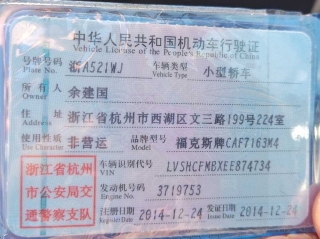 中华人民共和国机动车行驶证
Vehicle License of the People's Republic of China
号牌号码 浙A521WJ 车辆类型 小型轿车
Plate No. Vehicle Type
所有人 余建国
Owner
住址 浙江省杭州市西湖区文三路199号224室
Address
使用性质 非营运 品牌型号 福克斯牌CAF7163M4
Use Character Model
浙江省杭州
市公安局交
通警察支队
车辆识别代号 LVSHCFMBXEE874734
VIN
发动机号码 3719753
Engine No.
注册日期 2014-12-24 发证日期 2014-12-24
Register Date Issue Date